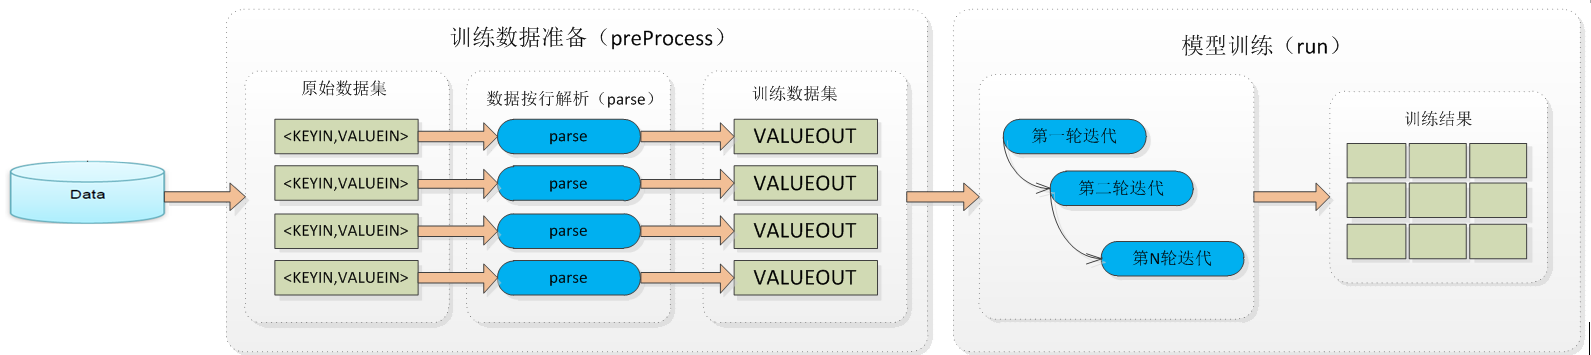 Data
训练数据准备（preProcess）
原始数据集
<KEYIN,VALUEIN>
<KEYIN,VALUEIN>
<KEYIN,VALUEIN>
<KEYIN,VALUEIN>
数据按行解析（parse）
parse
parse
parse
parse
训练数据集
VALUEOUT
VALUEOUT
VALUEOUT
VALUEOUT
模型训练（run）
第一轮迭代
第二轮迭代
第N轮迭代
训练结果